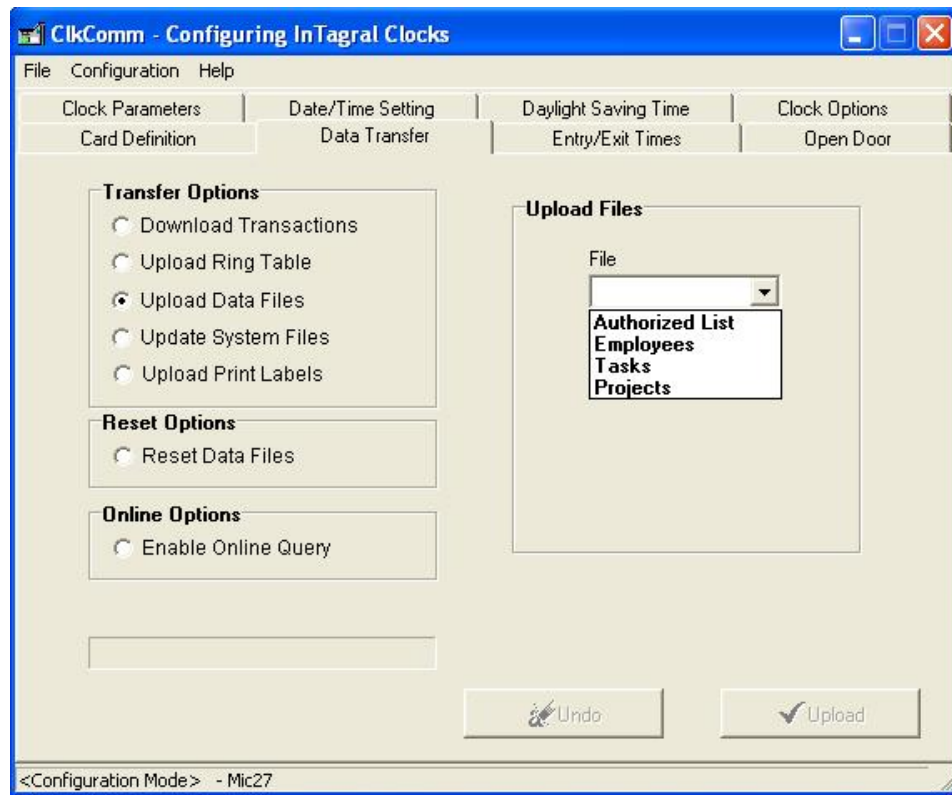 ClkComm - Configuring InTagral Clocks
File Configuration Help
Clock Parameters Date/Time Setting Daylight Saving Time Clock Options
Card Definition Data Transfer Entry/Exit Times Open Door
Transfer Options
Download Transactions
Upload Ring Table
Upload Data Files
Update System Files
Upload Print Labels
Reset Options
Reset Data Files
Online Options
Enable Online Query
Upload Files
File
Authorized List
Employees
Tasks
Projects
Undo Upload
<Configuration Mode> - Mic27